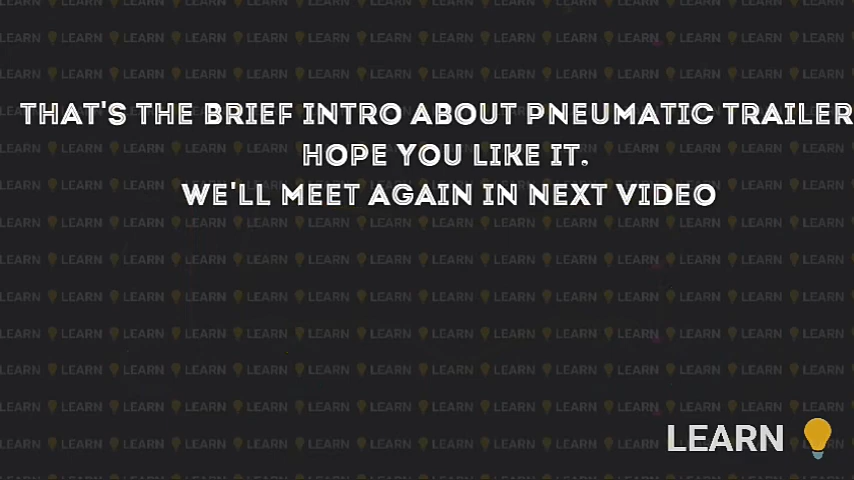 THAT'S THE BRIEF INTRO ABOUT PNEUMATIC TRAILER
HOPE YOU LIKE IT.
WE'LL MEET AGAIN IN NEXT VIDEO
LEARN